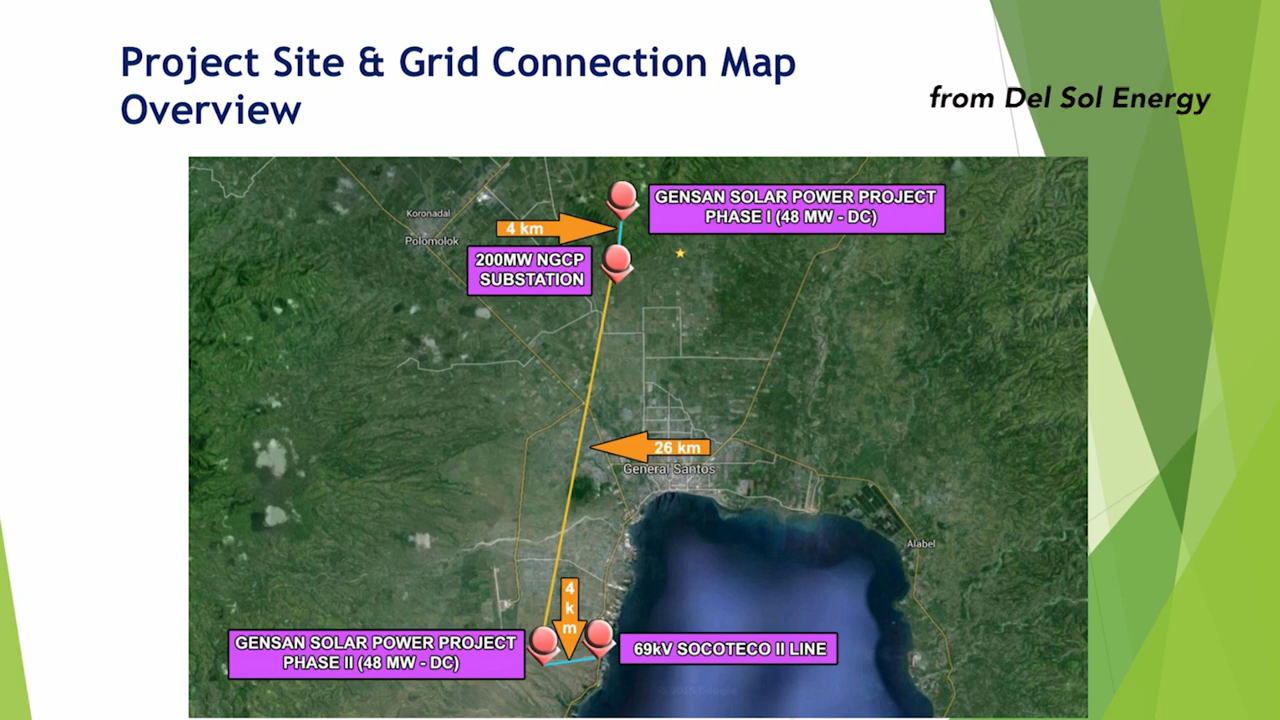 Project Site & Grid Connection Map
Overview
from Del Sol Energy
GENSAN SOLAR POWER PROJECT
PHASE I (48 MW - DC)
Koronadal
4 km
Polomolok
200MW NGCP
SUBSTATION
26 km
General Santos
Alabel
4
k
m
GENSAN SOLAR POWER PROJECT
PHASE II (48 MW - DC)
69kV SOCOTECO II LINE